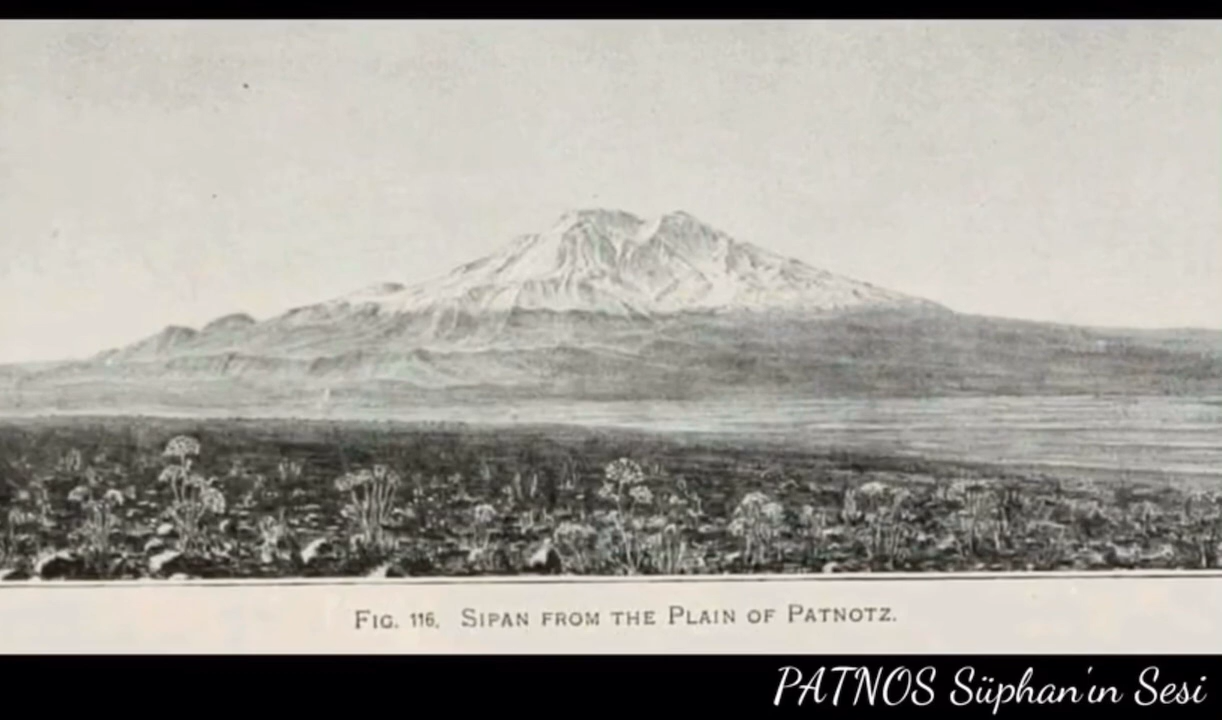 Fig. 116. Sipan from the Plain of Patnotz.
PATNOS Süphan'ın Sesi